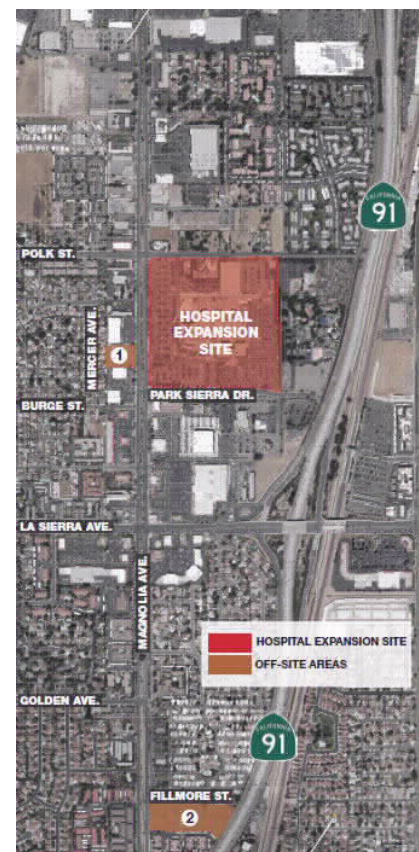 CALIFORNIA
91
POLK ST.
HOSPITAL
EXPANSION
SITE
MERCER AVE.
1
PARK SIERRA DR.
BURGE ST.
LA SIERRA AVE.
MAGNOLIA AVE.
HOSPITAL EXPANSION SITE
OFF-SITE AREAS
GOLDEN AVE.
CALIFORNIA
91
FILLMORE ST.
2